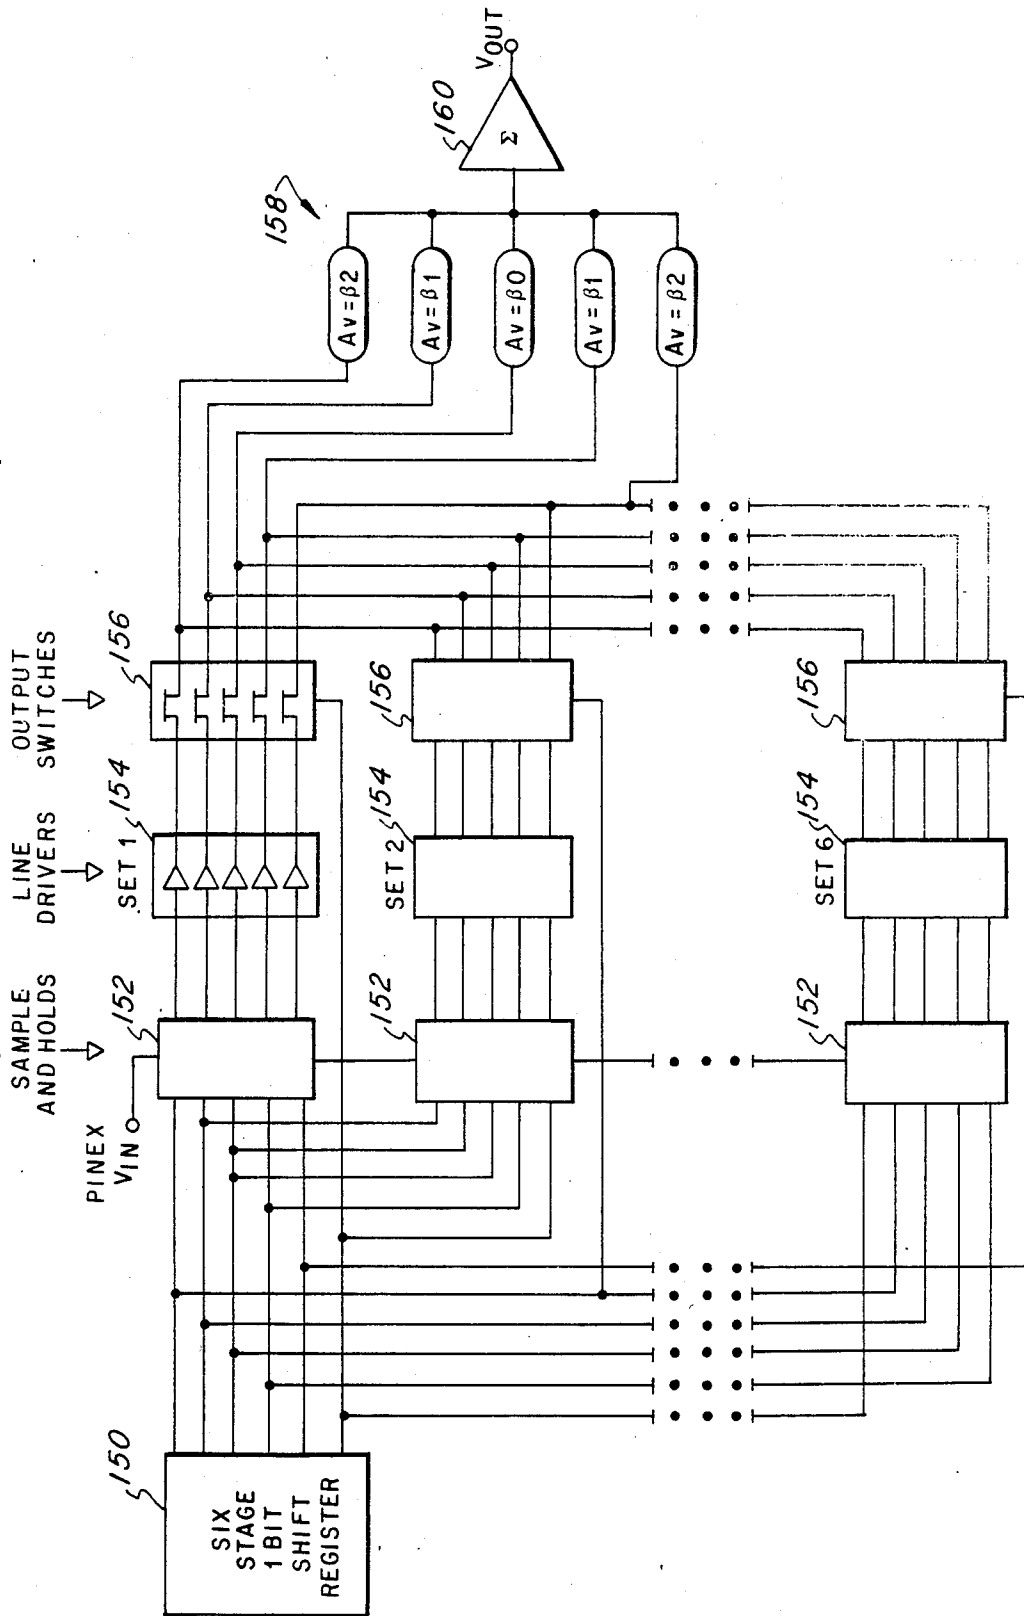 SAMPLE
AND HOLDS
LINE
DRIVERS
OUTPUT
SWITCHES
PINEX
VIN
152
SET 1
154
156
158
160
VOUT
Σ
Av=β2
Av=β1
Av=β0
Av=β1
Av=β2
152
SET 2
154
156
152
SET 6
154
156
150
SIX
STAGE
1 BIT
SHIFT
REGISTER